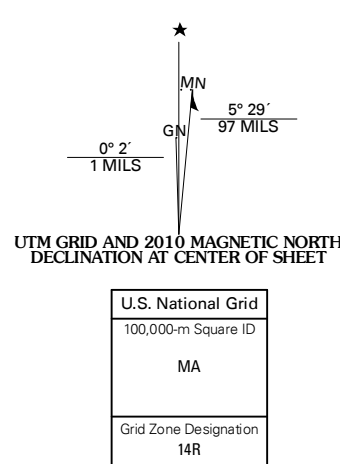 ★
MN
GN
5° 29´
97 MILS
0° 2´
1 MILS
UTM GRID AND 2010 MAGNETIC NORTH
DECLINATION AT CENTER OF SHEET
U.S. National Grid
100,000-m Square ID
MA
Grid Zone Designation
14R